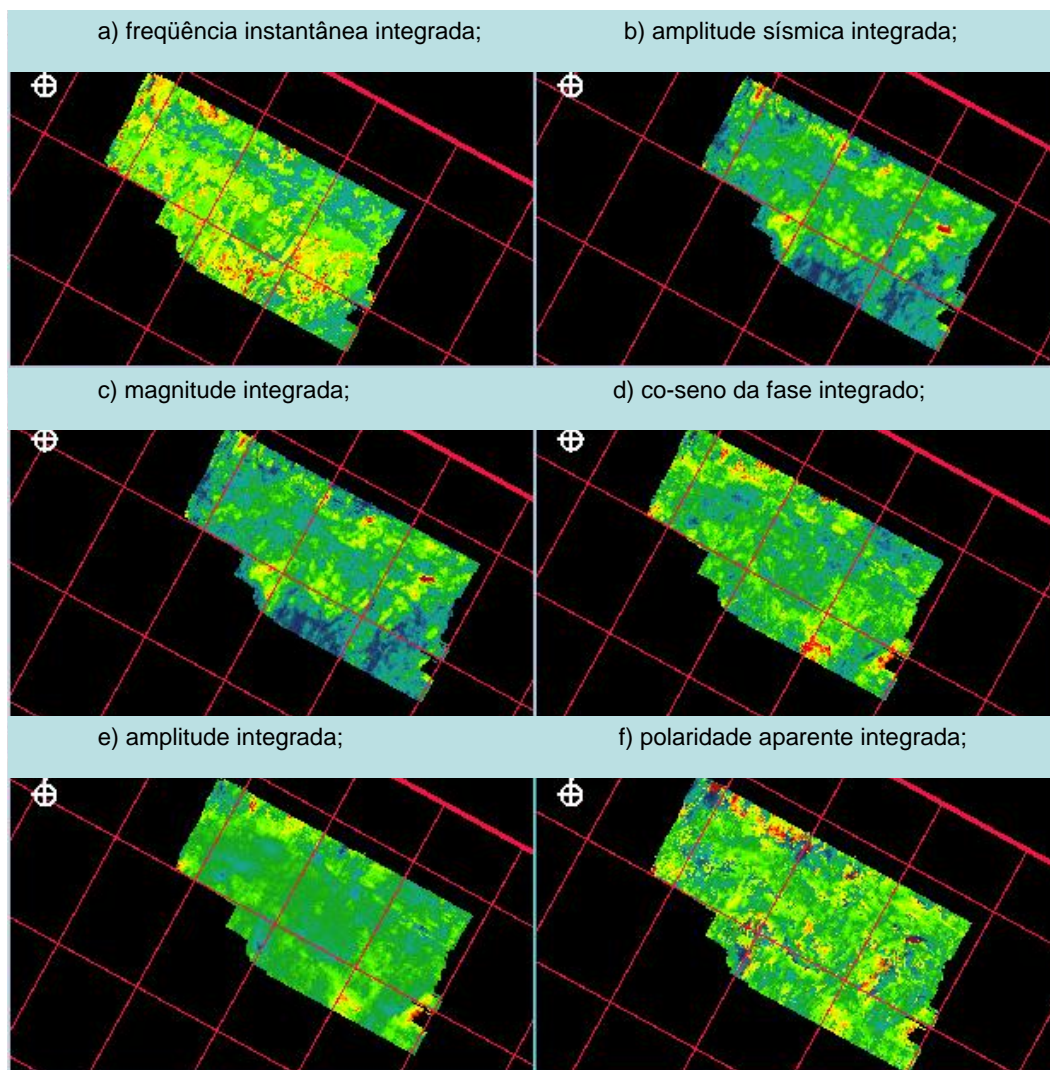 a) freqüência instantânea integrada;
b) amplitude sísmica integrada;
c) magnitude integrada;
d) co-seno da fase integrado;
e) amplitude integrada;
f) polaridade aparente integrada;